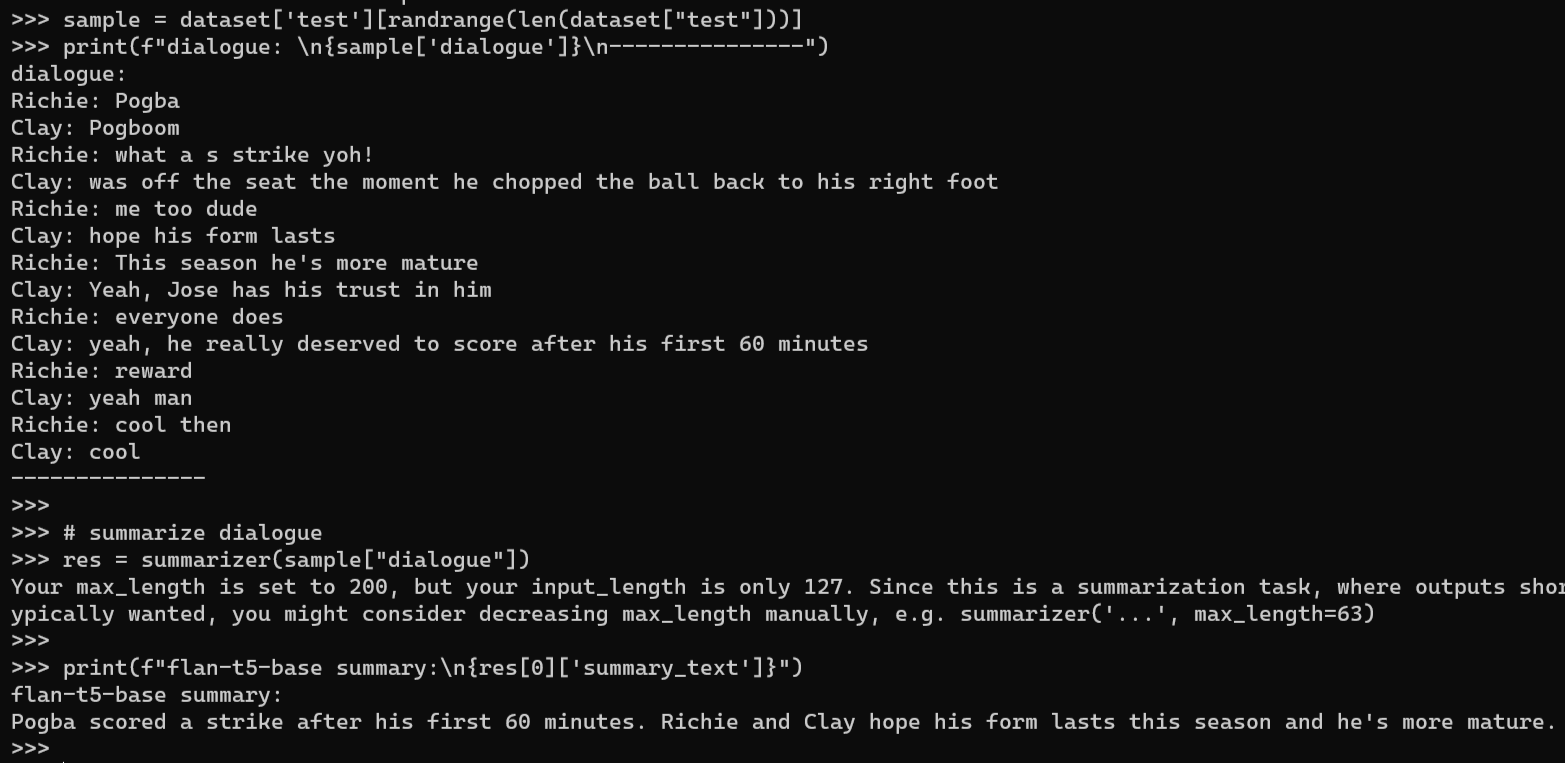 >>> sample = dataset['test'][randrange(len(dataset["test"]))]
>>> print(f"dialogue: \n{sample['dialogue']}\n---------------")
dialogue:
Richie: Pogba
Clay: Pogboom
Richie: what a s strike yoh!
Clay: was off the seat the moment he chopped the ball back to his right foot
Richie: me too dude
Clay: hope his form lasts
Richie: This season he's more mature
Clay: Yeah, Jose has his trust in him
Richie: everyone does
Clay: yeah, he really deserved to score after his first 60 minutes
Richie: reward
Clay: yeah man
Richie: cool then
Clay: cool
---------------
>>>
>>> # summarize dialogue
>>> res = summarizer(sample["dialogue"])
Your max_length is set to 200, but your input_length is only 127. Since this is a summarization task, where outputs shor
ypically wanted, you might consider decreasing max_length manually, e.g. summarizer('...', max_length=63)
>>>
>>> print(f"flan-t5-base summary:\n{res[0]['summary_text']}")
flan-t5-base summary:
Pogba scored a strike after his first 60 minutes. Richie and Clay hope his form lasts this season and he's more mature.
>>>